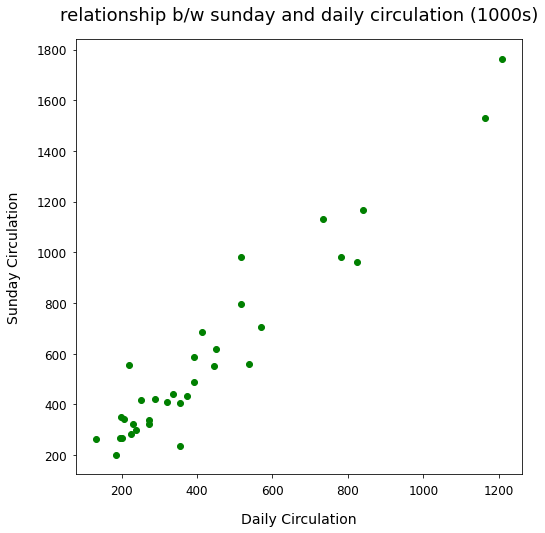 relationship b/w sunday and daily circulation (1000s)
1800
1600
1400
1200
1000
800
600
400
200
Sunday Circulation
200 400 600 800 1000 1200
Daily Circulation